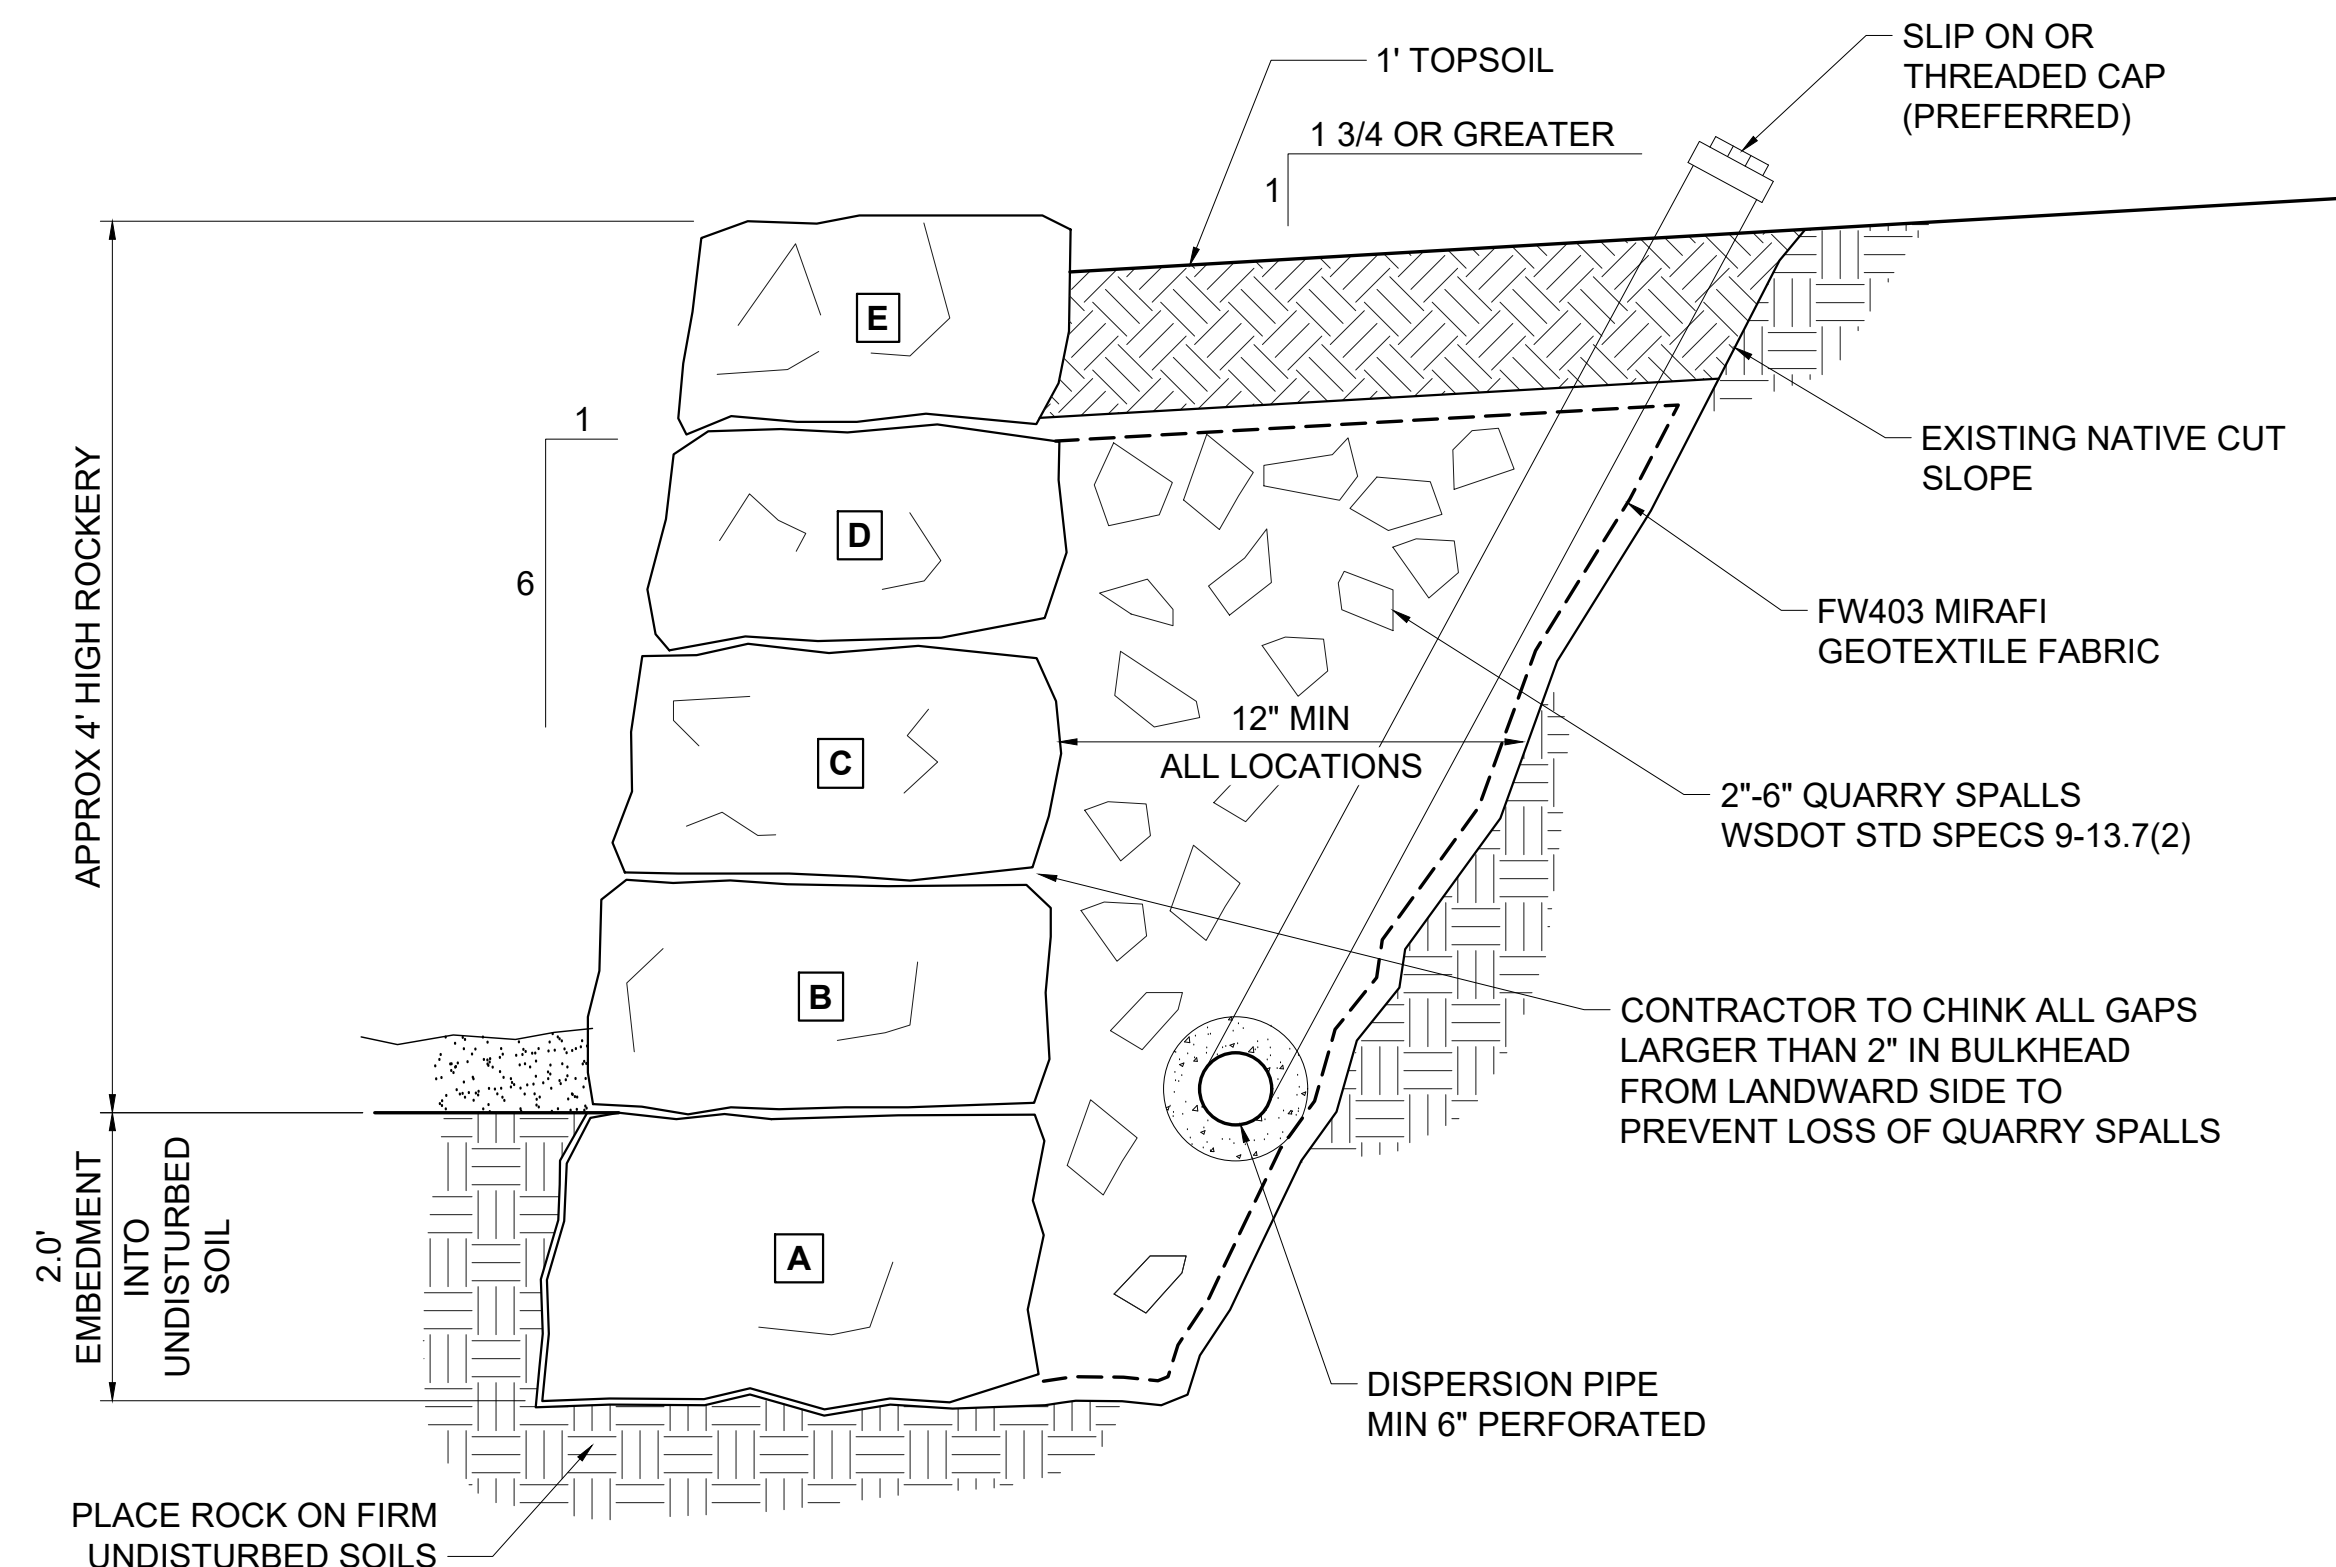 SLIP ON OR
THREADED CAP
(PREFERRED)
1' TOPSOIL
1 3/4 OR GREATER
1
E
1
6
D
EXISTING NATIVE CUT
SLOPE
FW403 MIRAFI
GEOTEXTILE FABRIC
APPROX 4' HIGH ROCKERY
C
12" MIN
ALL LOCATIONS
2"-6" QUARRY SPALLS
WSDOT STD SPECS 9-13.7(2)
B
CONTRACTOR TO CHINK ALL GAPS
LARGER THAN 2" IN BULKHEAD
FROM LANDWARD SIDE TO
PREVENT LOSS OF QUARRY SPALLS
2.0'
EMBEDMENT
INTO
UNDISTURBED
SOIL
A
DISPERSION PIPE
MIN 6" PERFORATED
PLACE ROCK ON FIRM
UNDISTURBED SOILS